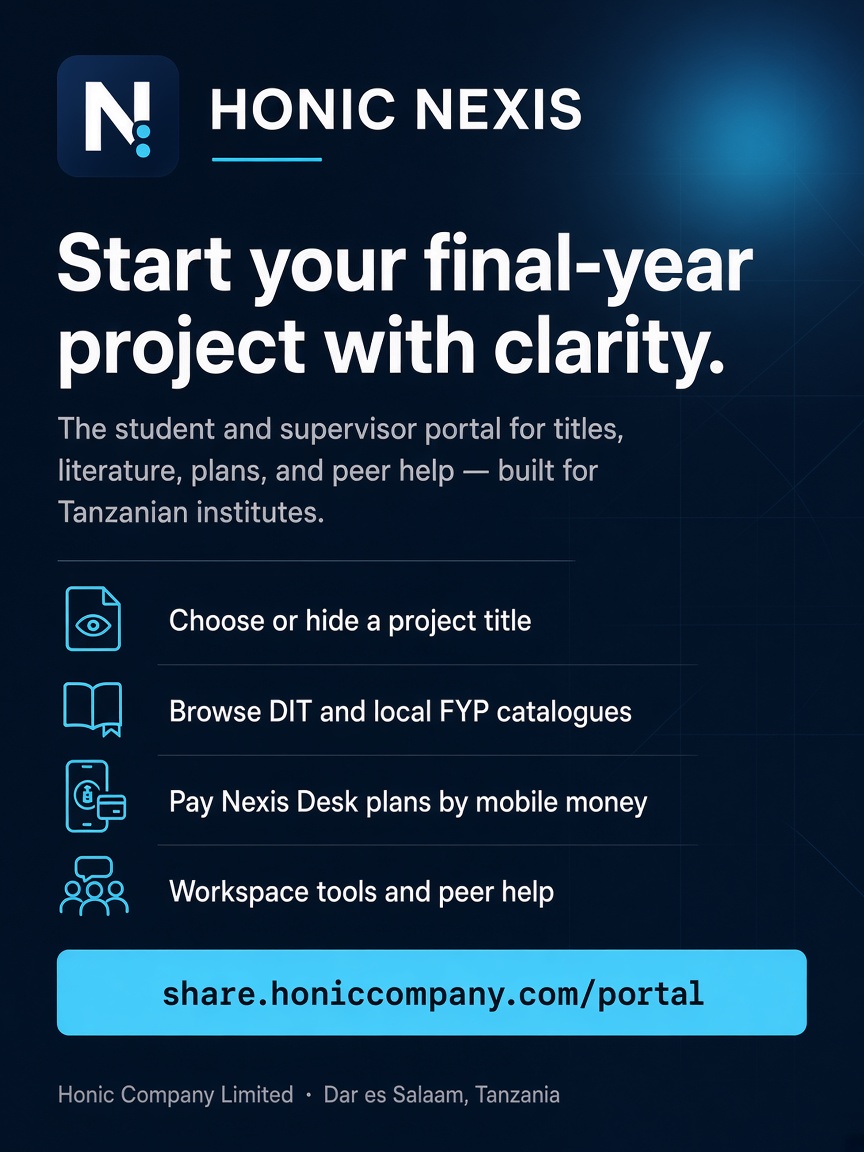 N
HONIC NEXIS
Start your final-year
project with clarity.
The student and supervisor portal for titles,
literature, plans, and peer help — built for
Tanzanian institutes.
Choose or hide a project title
Browse DIT and local FYP catalogues
Pay Nexis Desk plans by mobile money
Workspace tools and peer help
share.honiccompany.com/portal
Honic Company Limited • Dar es Salaam, Tanzania